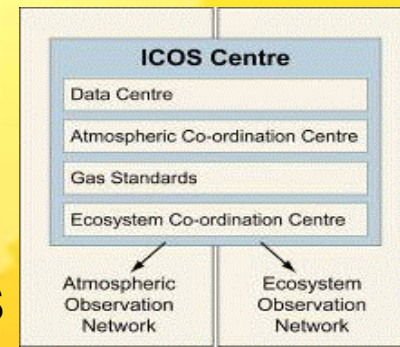 ICOS Centre
Data Centre
Atmospheric Co-ordination Centre
Gas Standards
Ecosystem Co-ordination Centre
Atmospheric
Observation
Network
Ecosystem
Observation
Network
s